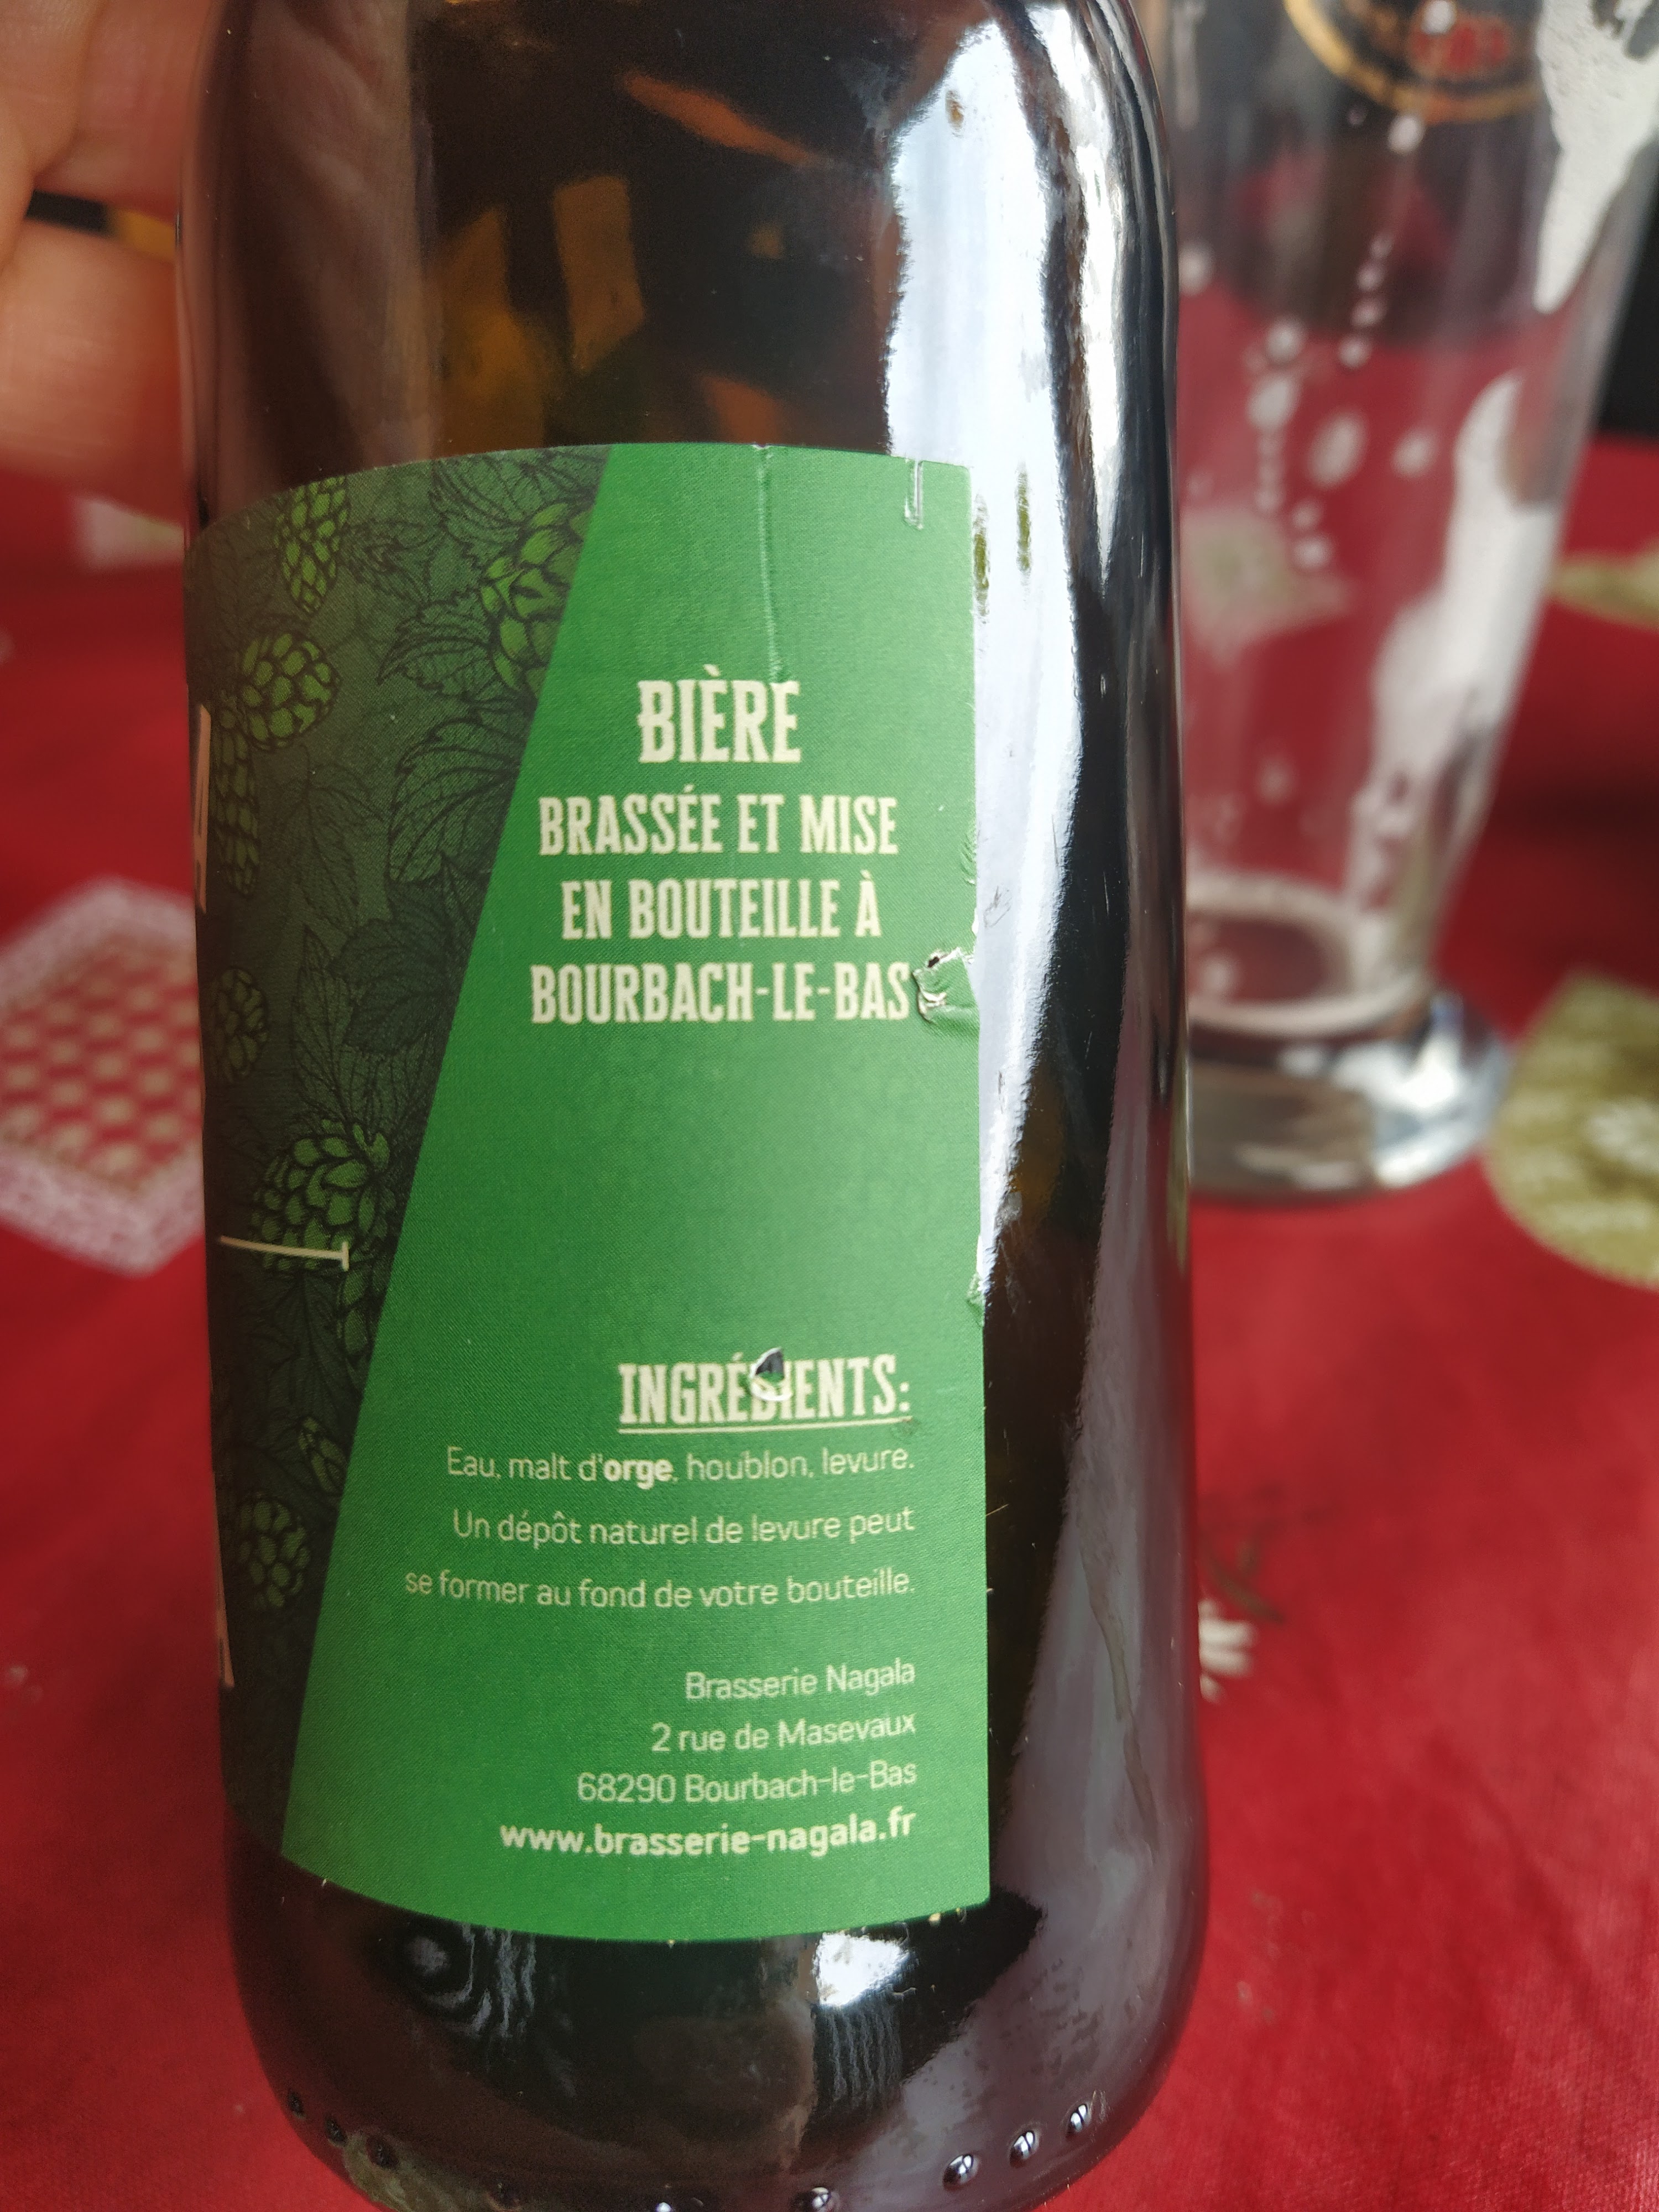 BIÈRE
BRASSÉE ET MISE
EN BOUTEILLE À
BOURBACH-LE-BAS
INGRÉDIENTS:
Eau, malt d'orge, houblon, levure.
Un dépôt naturel de levure peut
se former au fond de votre bouteille.
Brasserie Nagala
2 rue de Masevaux
68290 Bourbach-le-Bas
www.brasserie-nagala.fr